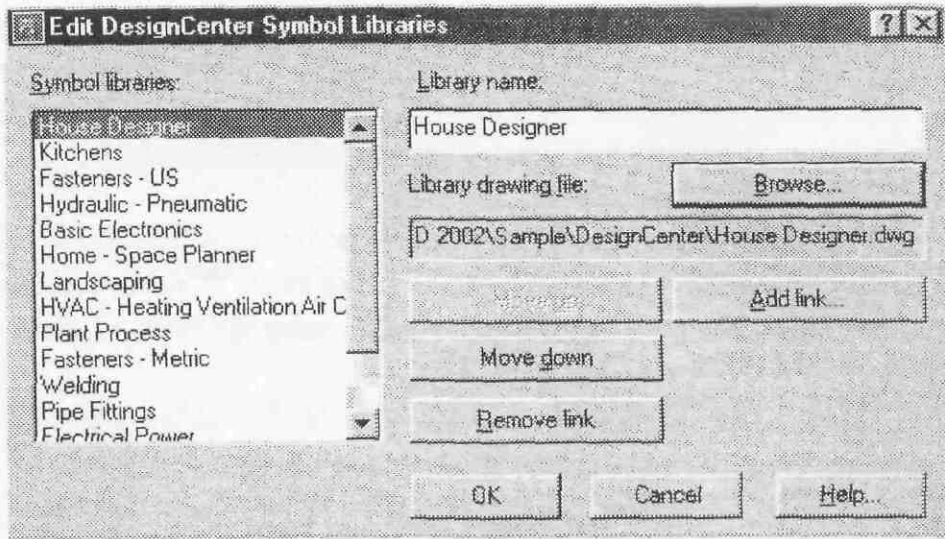 Edit DesignCenter Symbol Libraries
Symbol libraries:
House Designer
Kitchens
Fasteners - US
Hydraulic - Pneumatic
Basic Electronics
Home - Space Planner
Landscaping
HVAC - Heating Ventilation Air C
Plant Process
Fasteners - Metric
Welding
Pipe Fittings
Electrical Power
Library name:
House Designer
Library drawing file:
Browse...
D 2002\Sample\DesignCenter\House Designer.dwg
Add link...
Move down
Remove link
OK
Cancel
Help...